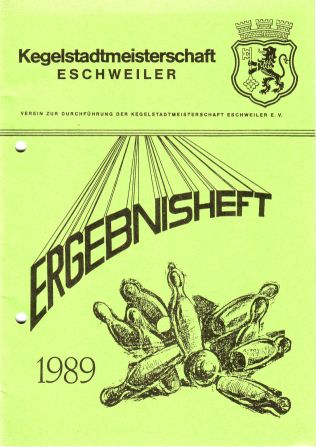 Kegelstadtmeisterschaft
ESCHWEILER
VEREIN ZUR DURCHFÜHRUNG DER KEGELSTADTMEISTERSCHAFT ESCHWEILER E. V.
ERGEBNISHEFT
1989